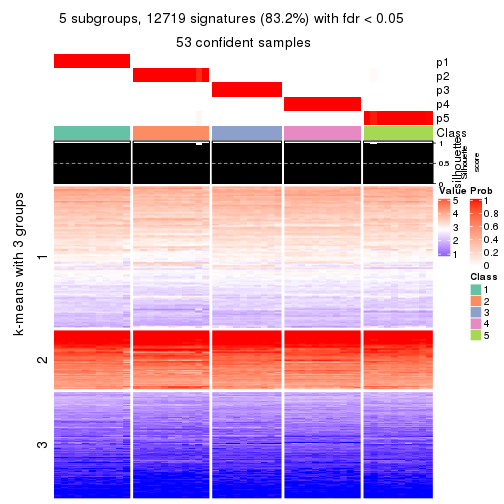 5 subgroups, 12719 signatures (83.2%) with fdr < 0.05
53 confident samples
p1
p2
p3
p4
p5
Class
1
0.5
0
silhouette
Silhouette
score
k-means with 3 groups
1
2
3
Value
5
4
3
2
1
Prob
1
0.8
0.6
0.4
0.2
0
Class
1
2
3
4
5